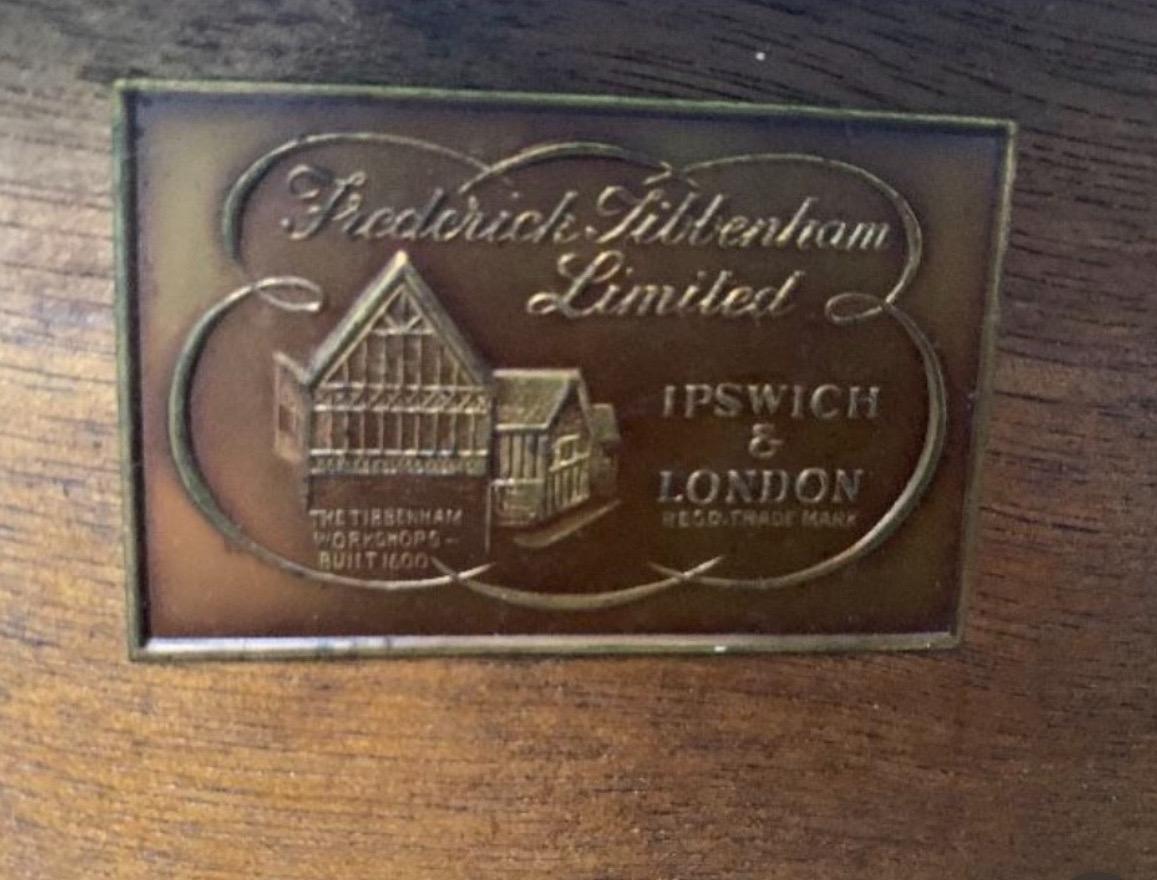 Frederick Tibbenham
Limited
IPSWICH
&
LONDON
REGD. TRADE MARK
THE TIBBENHAM
WORKSHOPS –
BUILT 1600